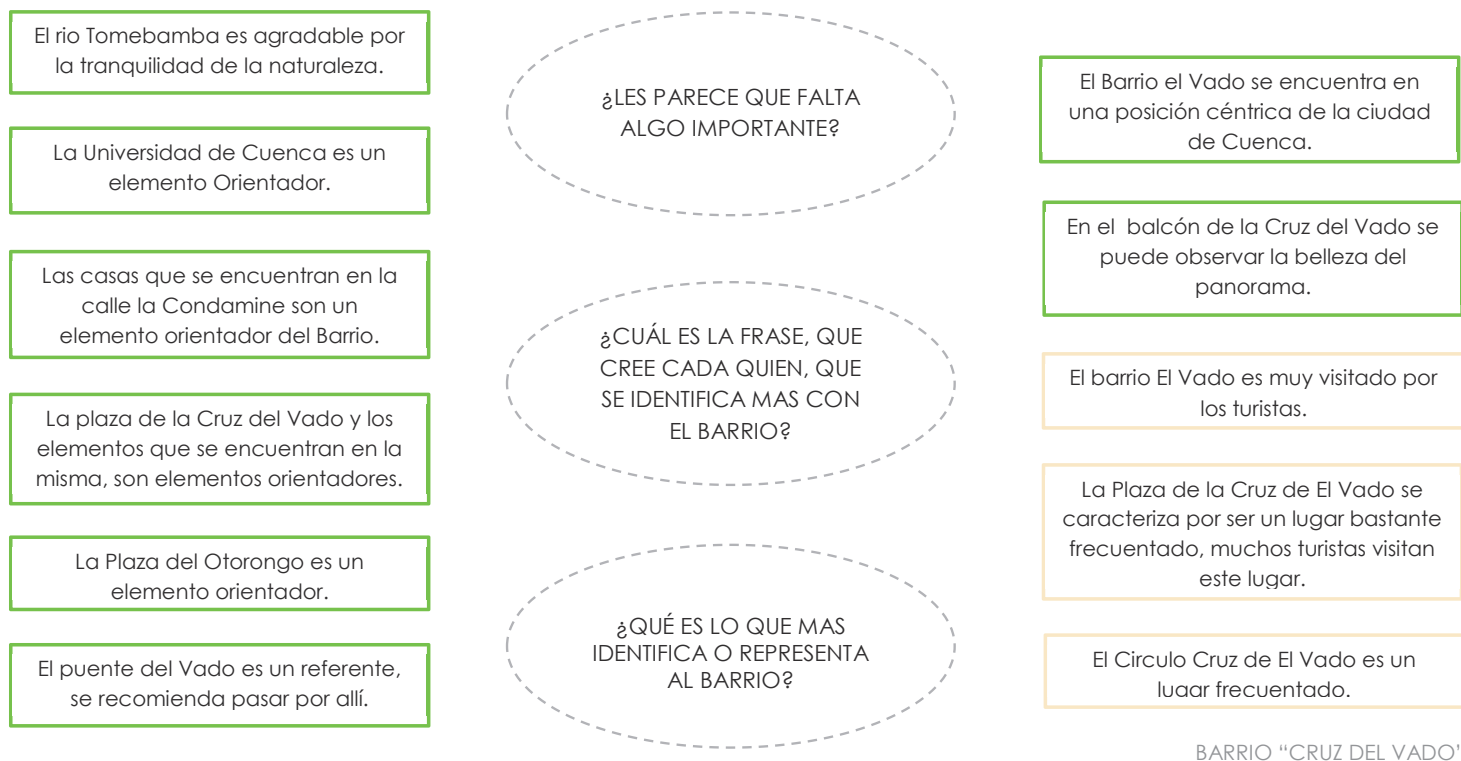 El rio Tomebamba es agradable por
la tranquilidad de la naturaleza.
La Universidad de Cuenca es un
elemento Orientador.
Las casas que se encuentran en la
calle la Condamine son un
elemento orientador del Barrio.
La plaza de la Cruz del Vado y los
elementos que se encuentran en la
misma, son elementos orientadores.
La Plaza del Otorongo es un
elemento orientador.
El puente del Vado es un referente,
se recomienda pasar por allí.
¿LES PARECE QUE FALTA
ALGO IMPORTANTE?
¿CUÁL ES LA FRASE, QUE
CREE CADA QUIEN, QUE
SE IDENTIFICA MAS CON
EL BARRIO?
¿QUÉ ES LO QUE MAS
IDENTIFICA O REPRESENTA
AL BARRIO?
El Barrio el Vado se encuentra en
una posición céntrica de la ciudad
de Cuenca.
En el balcón de la Cruz del Vado se
puede observar la belleza del
panorama.
El barrio El Vado es muy visitado por
los turistas.
La Plaza de la Cruz de El Vado se
caracteriza por ser un lugar bastante
frecuentado, muchos turistas visitan
este lugar.
El Circulo Cruz de El Vado es un
lugar frecuentado.
BARRIO “CRUZ DEL VADO”